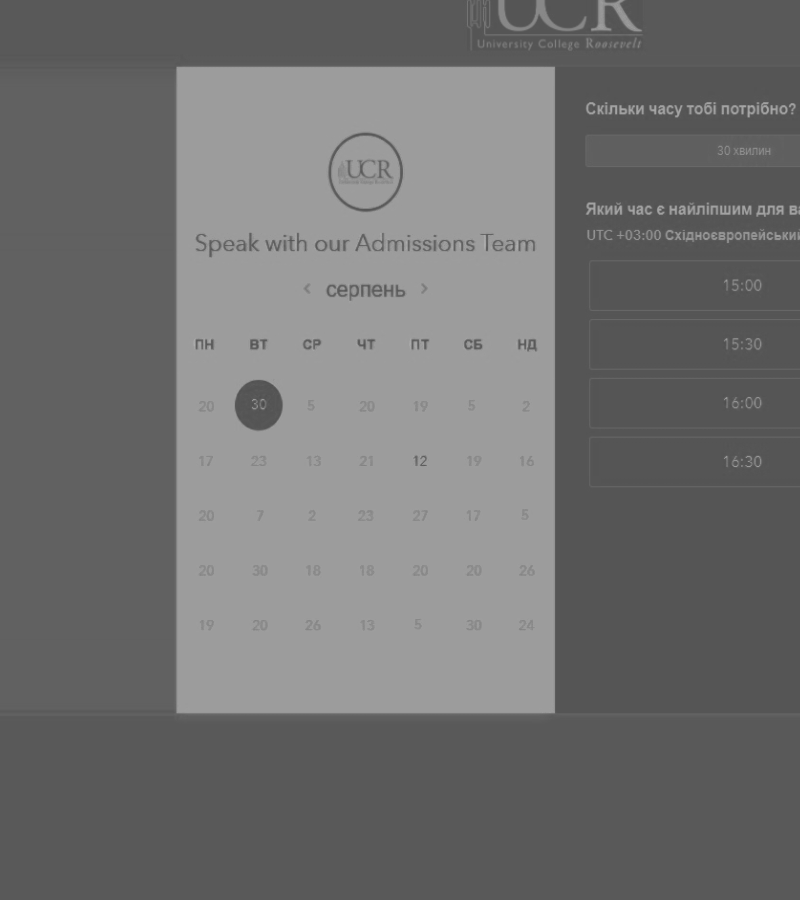 UCR
University College Roosevelt
UCR
Speak with our Admissions Team
серпень
ПН ВТ СР ЧТ ПТ СБ НД
20 30 5 20 19 5 2
17 23 13 21 12 19 16
20 7 2 23 27 17 5
20 30 18 18 20 20 26
19 20 26 13 5 30 24
Скільки часу тобі потрібно?
30 хвилин
Який час є найліпшим для ва
UTC +03:00 Східноєвропейський
15:00
15:30
16:00
16:30